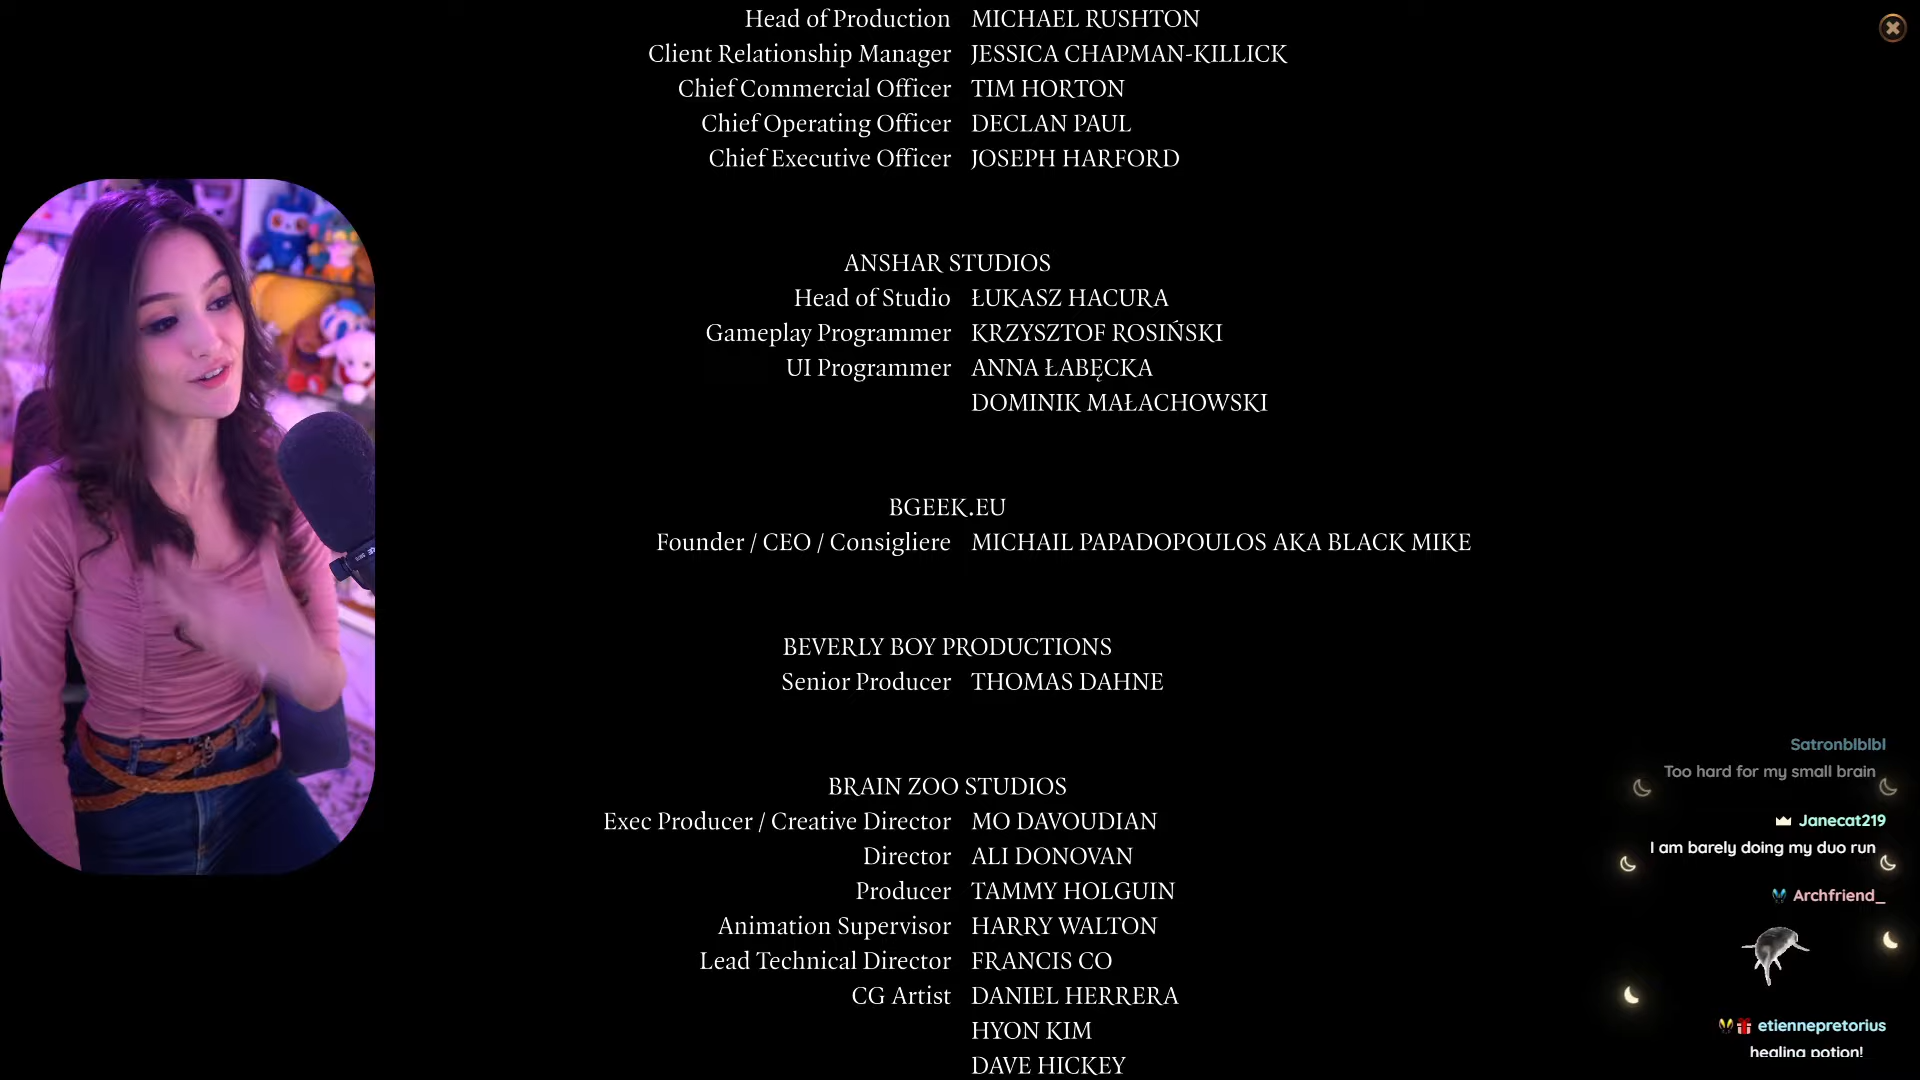 Head of Production MICHAEL RUSHTON
Client Relationship Manager JESSICA CHAPMAN-KILLICK
Chief Commercial Officer TIM HORTON
Chief Operating Officer DECLAN PAUL
Chief Executive Officer JOSEPH HARFORD
ANSHAR STUDIOS
Head of Studio ŁUKASZ HACURA
Gameplay Programmer KRZYSZTOF ROSIŃSKI
UI Programmer ANNA ŁABĘCKA
DOMINIK MAŁACHOWSKI
BGEEK.EU
Founder / CEO / Consigliere MICHAIL PAPADOPOULOS AKA BLACK MIKE
BEVERLY BOY PRODUCTIONS
Senior Producer THOMAS DAHNE
BRAIN ZOO STUDIOS
Exec Producer / Creative Director MO DAVOUDIAN
Director ALI DONOVAN
Producer TAMMY HOLGUIN
Animation Supervisor HARRY WALTON
Lead Technical Director FRANCIS CO
CG Artist DANIEL HERRERA
HYON KIM
DAVE HICKEY
Satronblblbl
Too hard for my small brain
Janecat219
I am barely doing my duo run
Archfriend_
etiennepretorius
healing potion!